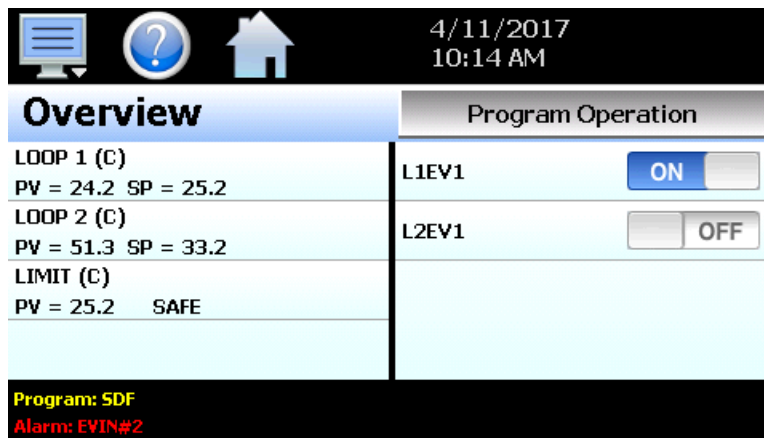 ?
4/11/2017
10:14 AM
Overview
Program Operation
LOOP 1 (C)
PV = 24.2 SP = 25.2
LOOP 2 (C)
PV = 51.3 SP = 33.2
LIMIT (C)
PV = 25.2 SAFE
L1EV1 ON
L2EV1 OFF
Program: SDF
Alarm: EVIN#2